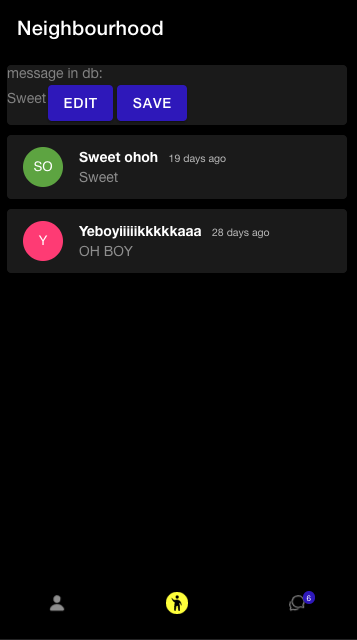 Neighbourhood
message in db:
Sweet EDIT SAVE
SO Sweet ohoh 19 days ago
Sweet
Y Yeboyiiiiikkkkkaaa 28 days ago
OH BOY
6